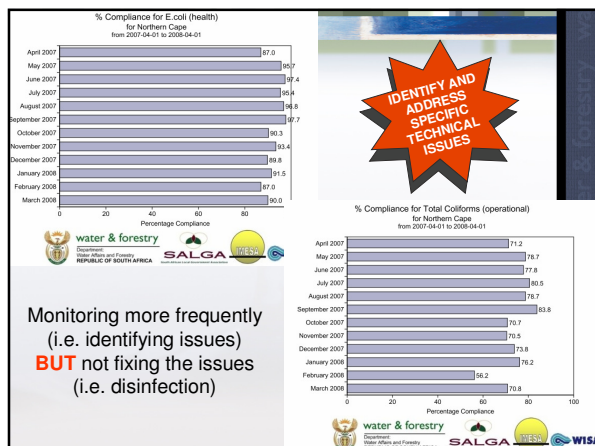 % Compliance for E.coli (health)
for Northern Cape
from 2007-04-01 to 2008-04-01
April 2007 87.0
May 2007 95.7
June 2007 97.4
July 2007 95.4
August 2007 96.8
September 2007 97.7
October 2007 90.3
November 2007 93.4
December 2007 89.8
January 2008 91.5
February 2008 87.0
March 2008 90.0
0 20 40 60 80
Percentage Compliance
water & forestry
Department:
Water Affairs and Forestry
REPUBLIC OF SOUTH AFRICA
SALGA
South African Local Government Association
IDENTIFY AND
ADDRESS
SPECIFIC
TECHNICAL
ISSUES
er & forestry
Monitoring more frequently
(i.e. identifying issues)
BUT not fixing the issues
(i.e. disinfection)
% Compliance for Total Coliforms (operational)
for Northern Cape
from 2007-04-01 to 2008-04-01
April 2007 71.2
May 2007 78.7
June 2007 77.8
July 2007 80.5
August 2007 78.7
September 2007 83.8
October 2007 70.7
November 2007 70.5
December 2007 73.8
January 2008 76.2
February 2008 56.2
March 2008 70.8
0 20 40 60 80 100
Percentage Compliance
water & forestry
Department:
Water Affairs and Forestry
SALGA
WISA